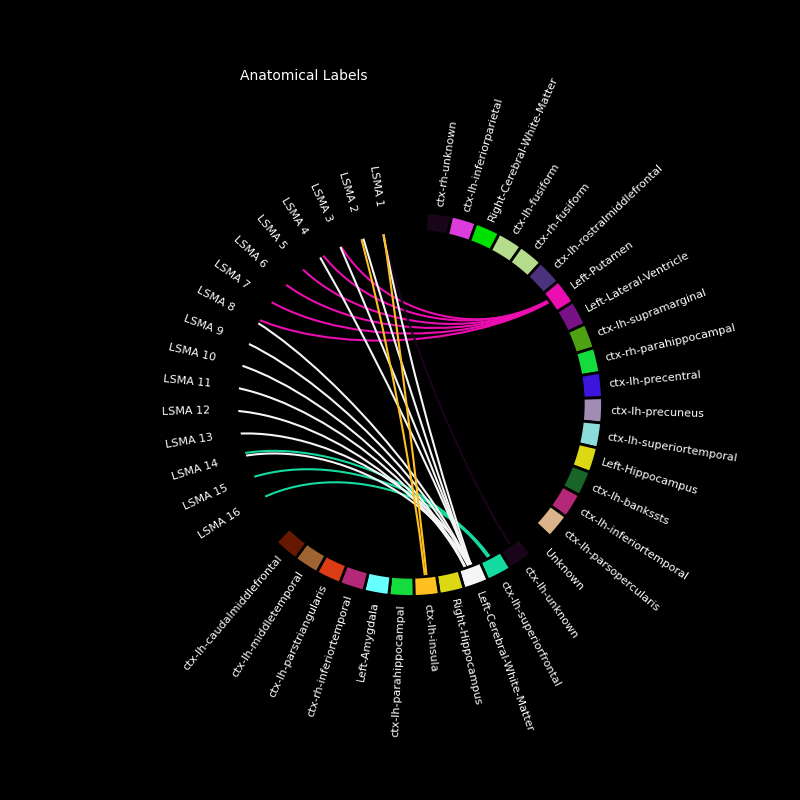 Anatomical Labels
LSMA 1
LSMA 2
LSMA 3
LSMA 4
LSMA 5
LSMA 6
LSMA 7
LSMA 8
LSMA 9
LSMA 10
LSMA 11
LSMA 12
LSMA 13
LSMA 14
LSMA 15
LSMA 16
ctx-rh-unknown
ctx-lh-inferiorparietal
Right-Cerebral-White-Matter
ctx-lh-fusiform
ctx-rh-fusiform
ctx-lh-rostralmiddlefrontal
Left-Putamen
Left-Lateral-Ventricle
ctx-lh-supramarginal
ctx-rh-parahippocampal
ctx-lh-precentral
ctx-lh-precuneus
ctx-lh-superiortemporal
Left-Hippocampus
ctx-lh-bankssts
ctx-lh-inferiortemporal
ctx-lh-parsopercularis
Unknown
ctx-lh-unknown
ctx-lh-superiorfrontal
Left-Cerebral-White-Matter
Right-Hippocampus
ctx-lh-insula
ctx-lh-parahippocampal
Left-Amygdala
ctx-rh-inferiortemporal
ctx-lh-parstriangularis
ctx-lh-middletemporal
ctx-lh-caudalmiddlefrontal